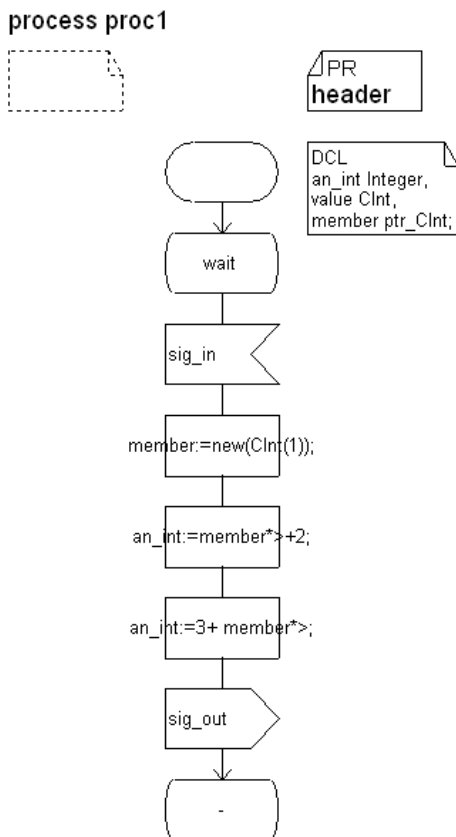 process proc1
PR
header
DCL
an_int Integer,
value CInt,
member ptr_CInt;
wait
sig_in
member:=new(CInt(1));
an_int:=member*>+2;
an_int:=3+ member*>;
sig_out
-